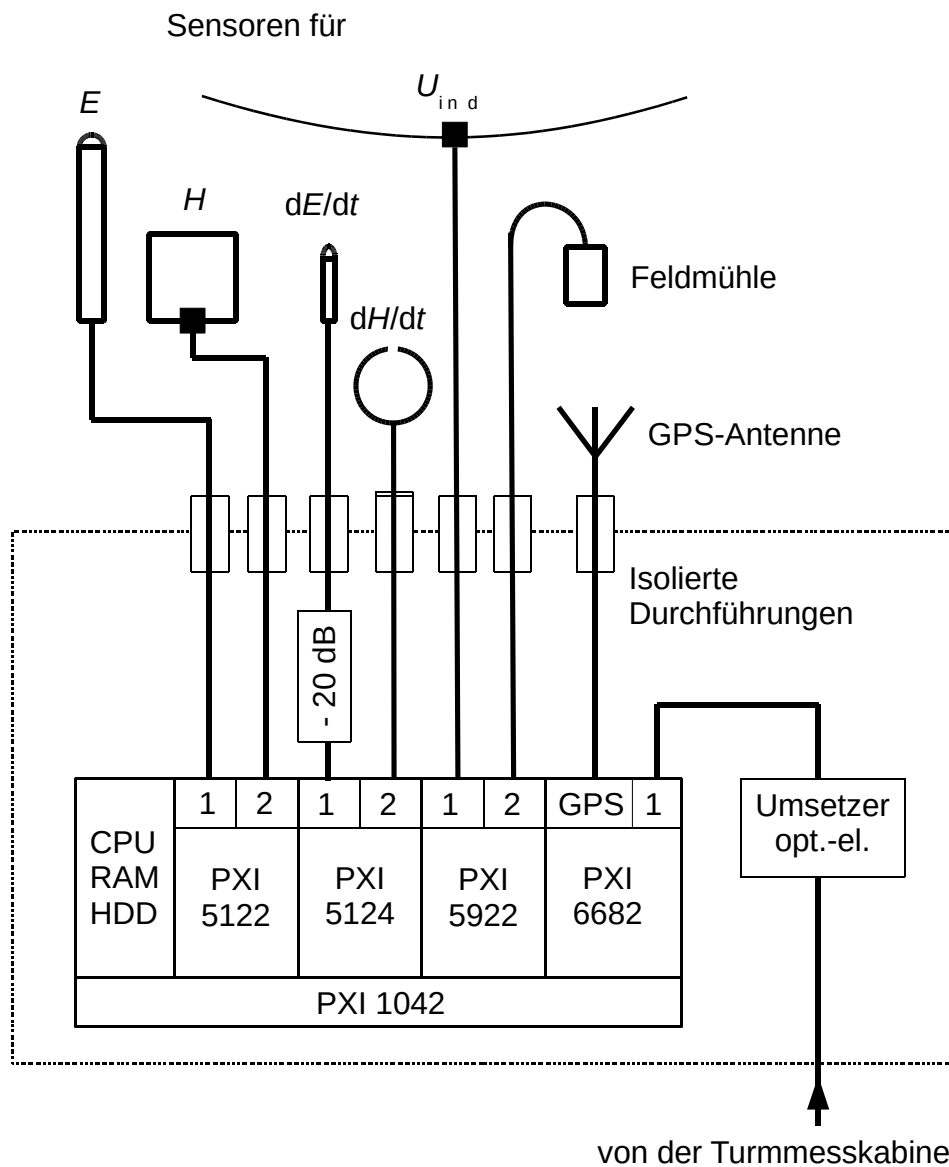 Sensoren für
U ind
E
H
dE/dt
Feldmühle
dH/dt
GPS-Antenne
Isolierte
Durchführungen
- 20 dB
1 2 1 2 1 2 GPS 1
Umsetzer
opt.-el.
CPU
RAM
HDD
PXI
5122
PXI
5124
PXI
5922
PXI
6682
PXI 1042
von der Turmmesskabine